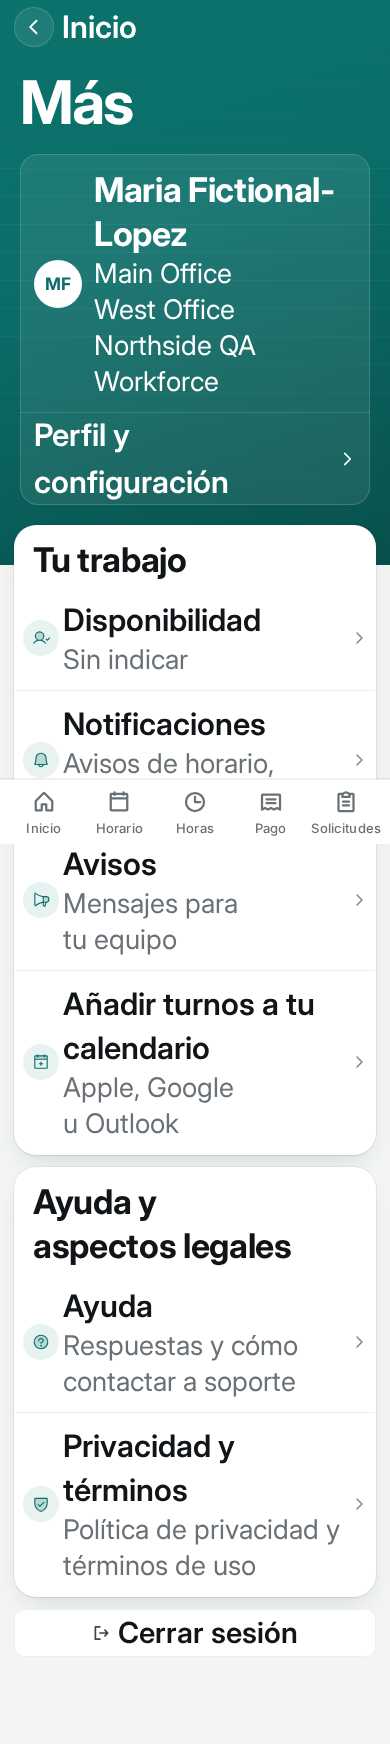 Inicio
Más
Maria Fictional-
Lopez
MF
Main Office
West Office
Northside QA
Workforce
Perfil y
configuración
Tu trabajo
Disponibilidad
Sin indicar
Notificaciones
Avisos de horario,
Inicio
Horario
Horas
Pago
Solicitudes
Avisos
Mensajes para
tu equipo
Añadir turnos a tu
calendario
Apple, Google
u Outlook
Ayuda y
aspectos legales
Ayuda
Respuestas y cómo
contactar a soporte
Privacidad y
términos
Política de privacidad y
términos de uso
Cerrar sesión